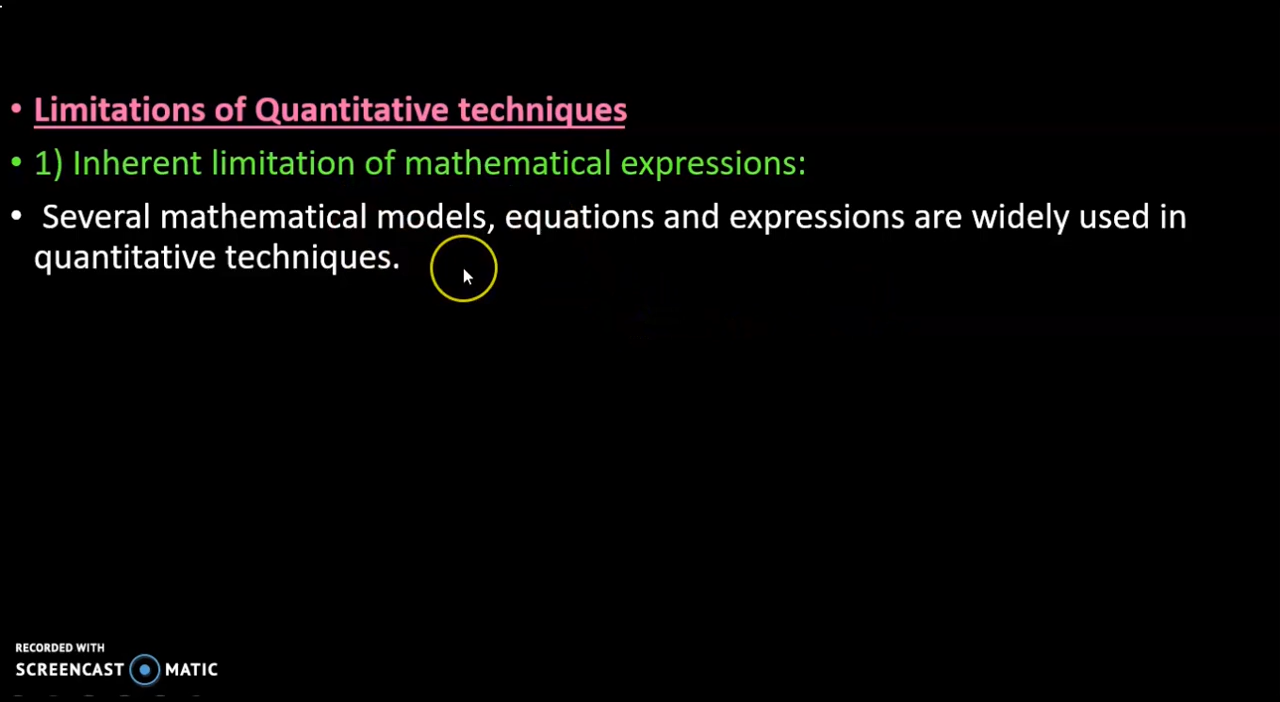 • Limitations of Quantitative techniques
• 1) Inherent limitation of mathematical expressions:
• Several mathematical models, equations and expressions are widely used in
quantitative techniques.
RECORDED WITH
SCREENCAST MATIC